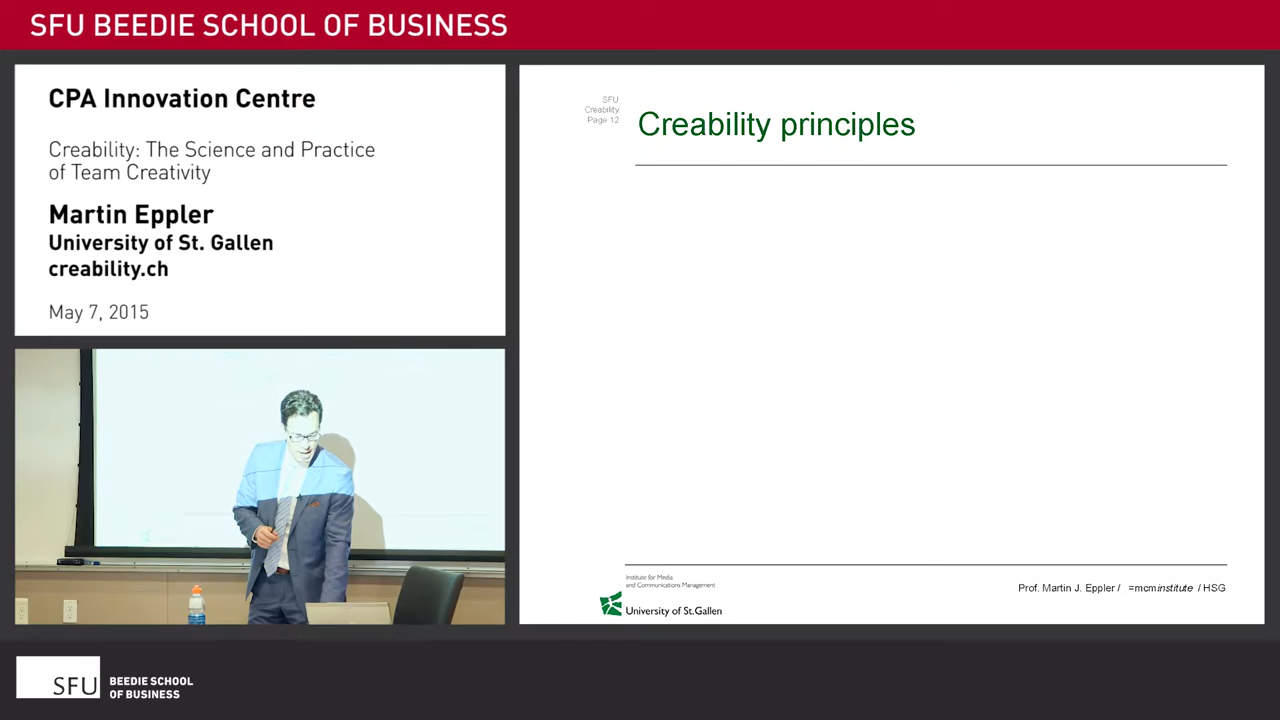 SFU BEEDIE SCHOOL OF BUSINESS
CPA Innovation Centre
Creability: The Science and Practice
of Team Creativity
Martin Eppler
University of St. Gallen
creability.ch
May 7, 2015
SFU
Creability
Page 12
Creability principles
Institute for Media
and Communications Management
University of St.Gallen
Prof. Martin J. Eppler / =mcminstitute / HSG
SFU
BEEDIE SCHOOL
OF BUSINESS